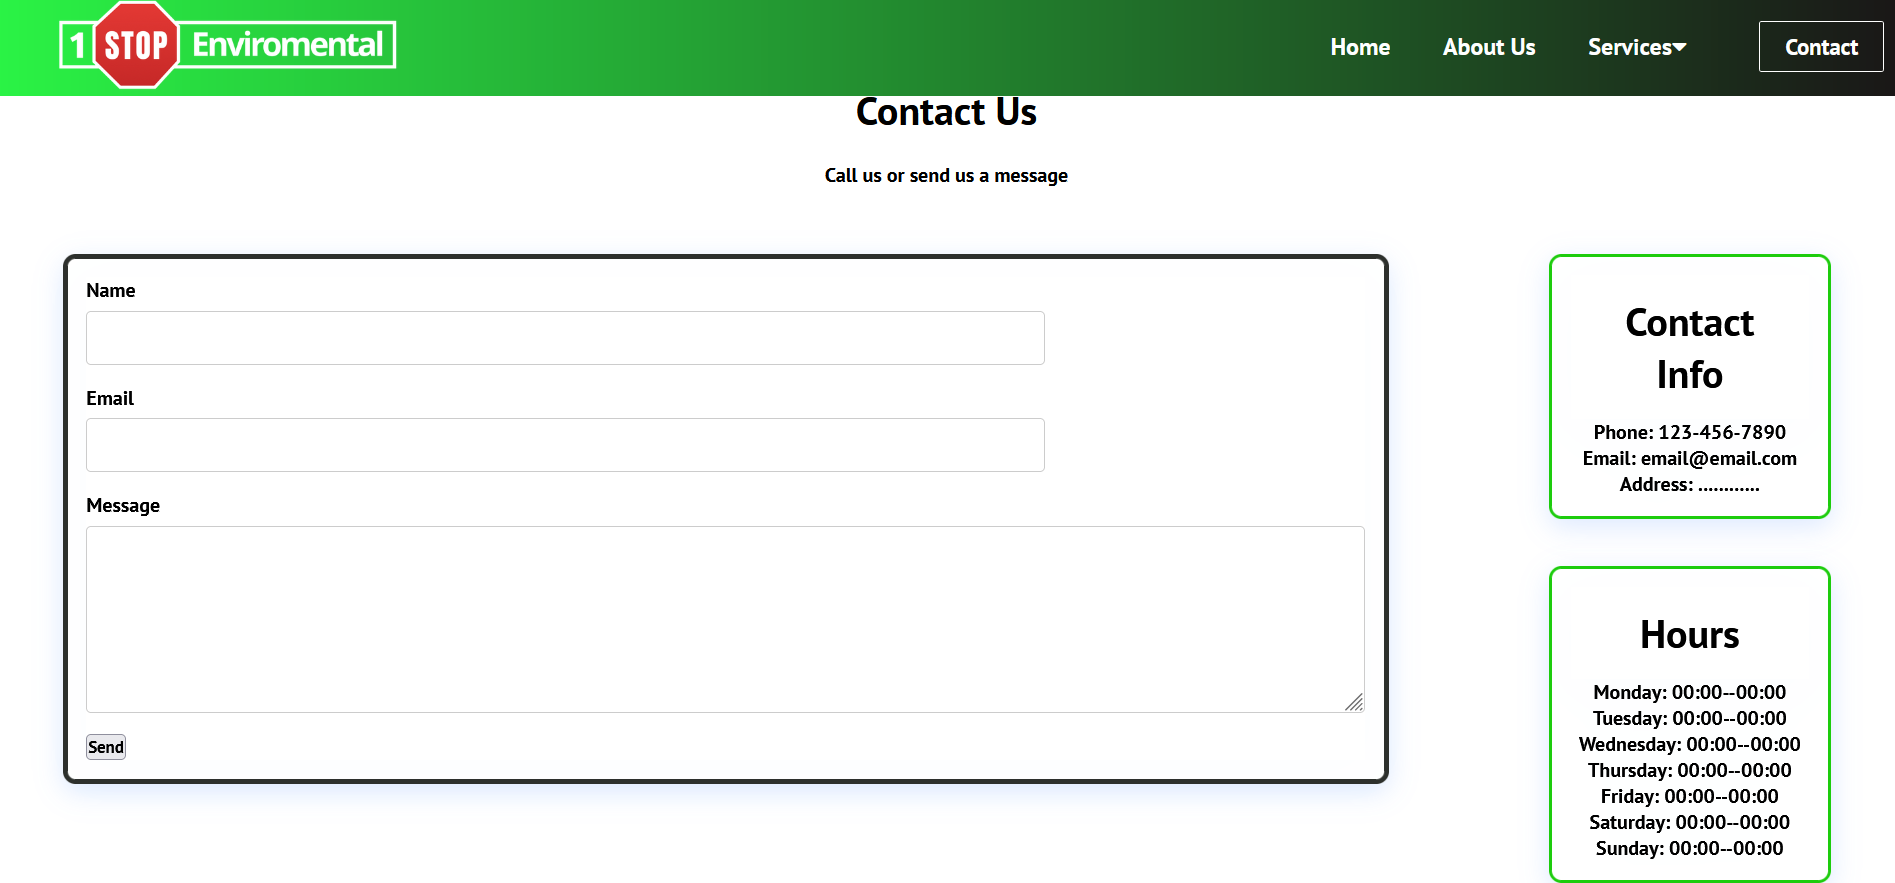 1 STOP Enviromental
Home About Us Services Contact
Contact Us
Call us or send us a message
Name
Email
Message
Send
Contact
Info
Phone: 123-456-7890
Email: email@email.com
Address: ............
Hours
Monday: 00:00--00:00
Tuesday: 00:00--00:00
Wednesday: 00:00--00:00
Thursday: 00:00--00:00
Friday: 00:00--00:00
Saturday: 00:00--00:00
Sunday: 00:00--00:00